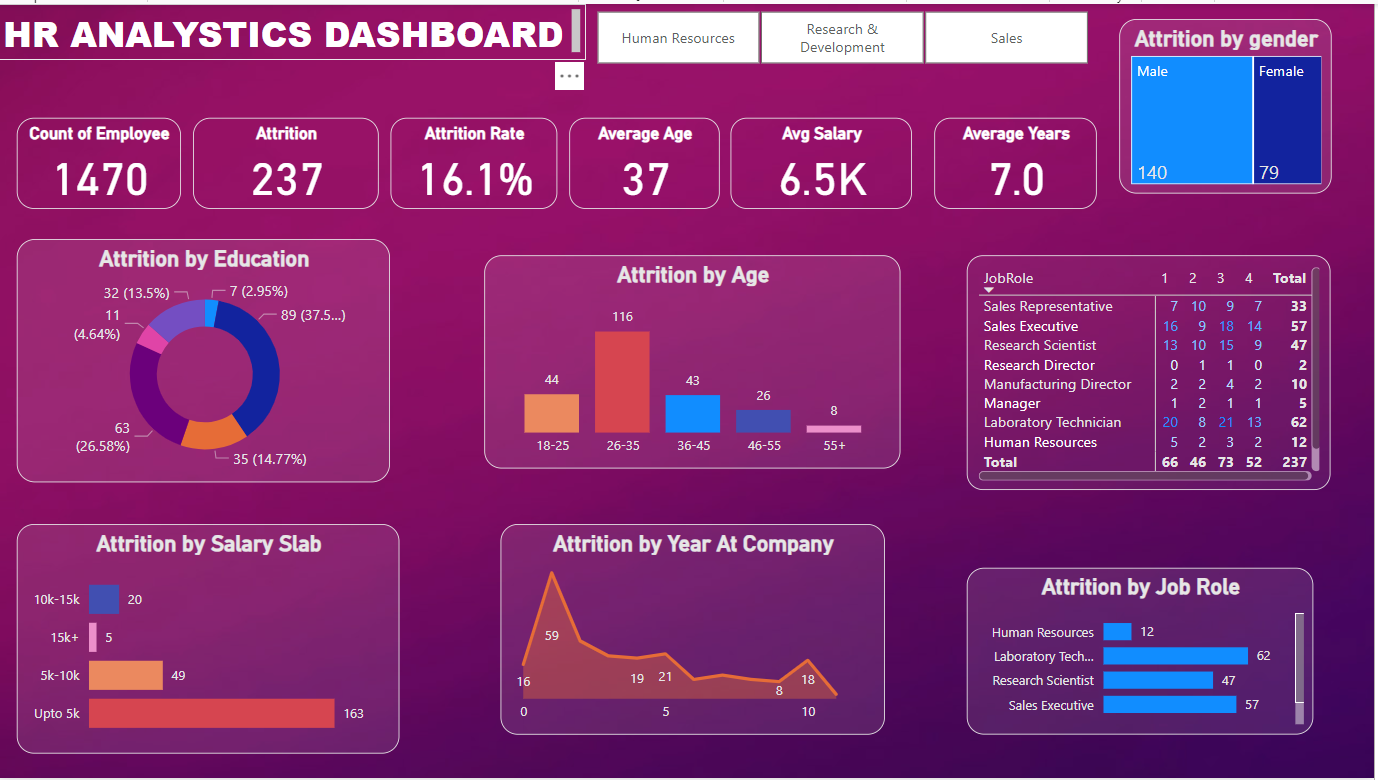 HR ANALYSTICS DASHBOARD
Human Resources
Research &
Development
Sales
Attrition by gender
Male
Female
140
79
Count of Employee
1470
Attrition
237
Attrition Rate
16.1%
Average Age
37
Avg Salary
6.5K
Average Years
7.0
Attrition by Education
32 (13.5%)
7 (2.95%)
11
(4.64%)
89 (37.5...)
63
(26.58%)
35 (14.77%)
Attrition by Age
44
116
43
26
8
18-25
26-35
36-45
46-55
55+
JobRole 1 2 3 4 Total
Sales Representative 7 10 9 7 33
Sales Executive 16 9 18 14 57
Research Scientist 13 10 15 9 47
Research Director 0 1 1 0 2
Manufacturing Director 2 2 4 2 10
Manager 1 2 1 1 5
Laboratory Technician 20 8 21 13 62
Human Resources 5 2 3 2 12
Total 66 46 73 52 237
Attrition by Salary Slab
10k-15k 20
15k+ 5
5k-10k 49
Upto 5k 163
Attrition by Year At Company
59
16
19
21
8
18
0
5
10
Attrition by Job Role
Human Resources 12
Laboratory Tech... 62
Research Scientist 47
Sales Executive 57